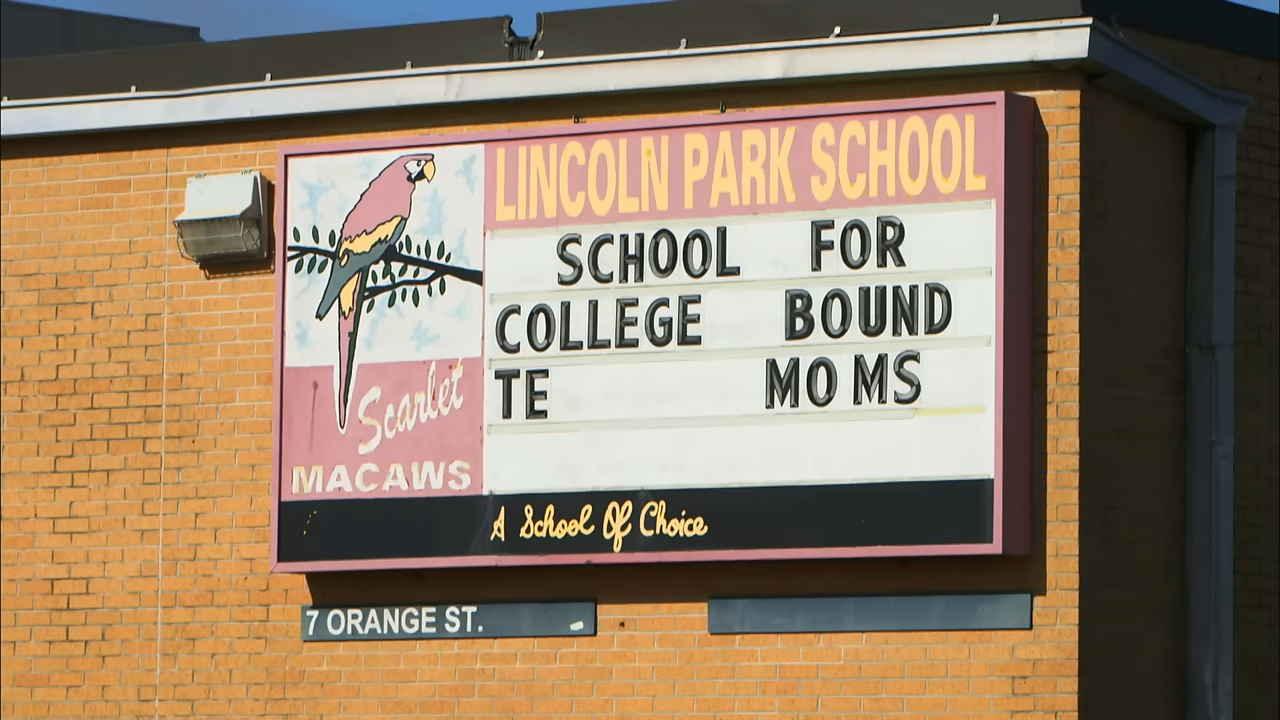 LINCOLN PARK SCHOOL
SCHOOL FOR
COLLEGE BOUND
TE MOMS
Scarlet
MACAWS
A School Of Choice
7 ORANGE ST.